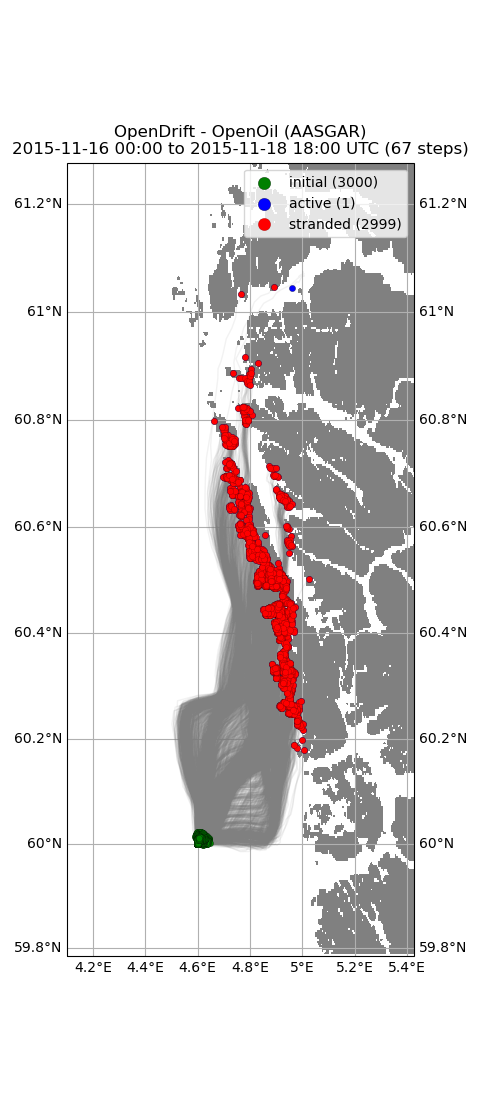 OpenDrift - OpenOil (AASGAR)
2015-11-16 00:00 to 2015-11-18 18:00 UTC (67 steps)
initial (3000)
active (1)
stranded (2999)
61.2°N 61.2°N
61°N 61°N
60.8°N 60.8°N
60.6°N 60.6°N
60.4°N 60.4°N
60.2°N 60.2°N
60°N 60°N
59.8°N 59.8°N
4.2°E 4.4°E 4.6°E 4.8°E 5°E 5.2°E 5.4°E